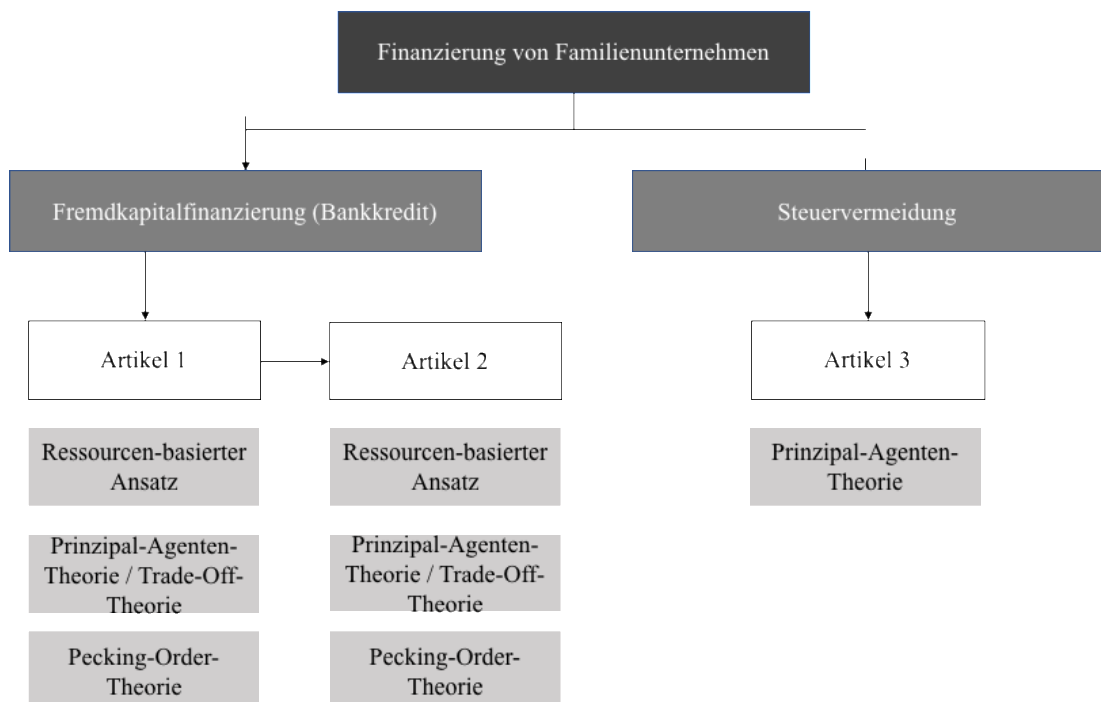 Finanzierung von Familienunternehmen
Fremdkapitalfinanzierung (Bankkredit)
Steuervermeidung
Artikel 1
Artikel 2
Artikel 3
Ressourcen-basierter
Ansatz
Ressourcen-basierter
Ansatz
Prinzipal-Agenten-
Theorie
Prinzipal-Agenten-
Theorie / Trade-Off-
Theorie
Prinzipal-Agenten-
Theorie / Trade-Off-
Theorie
Pecking-Order-
Theorie
Pecking-Order-
Theorie